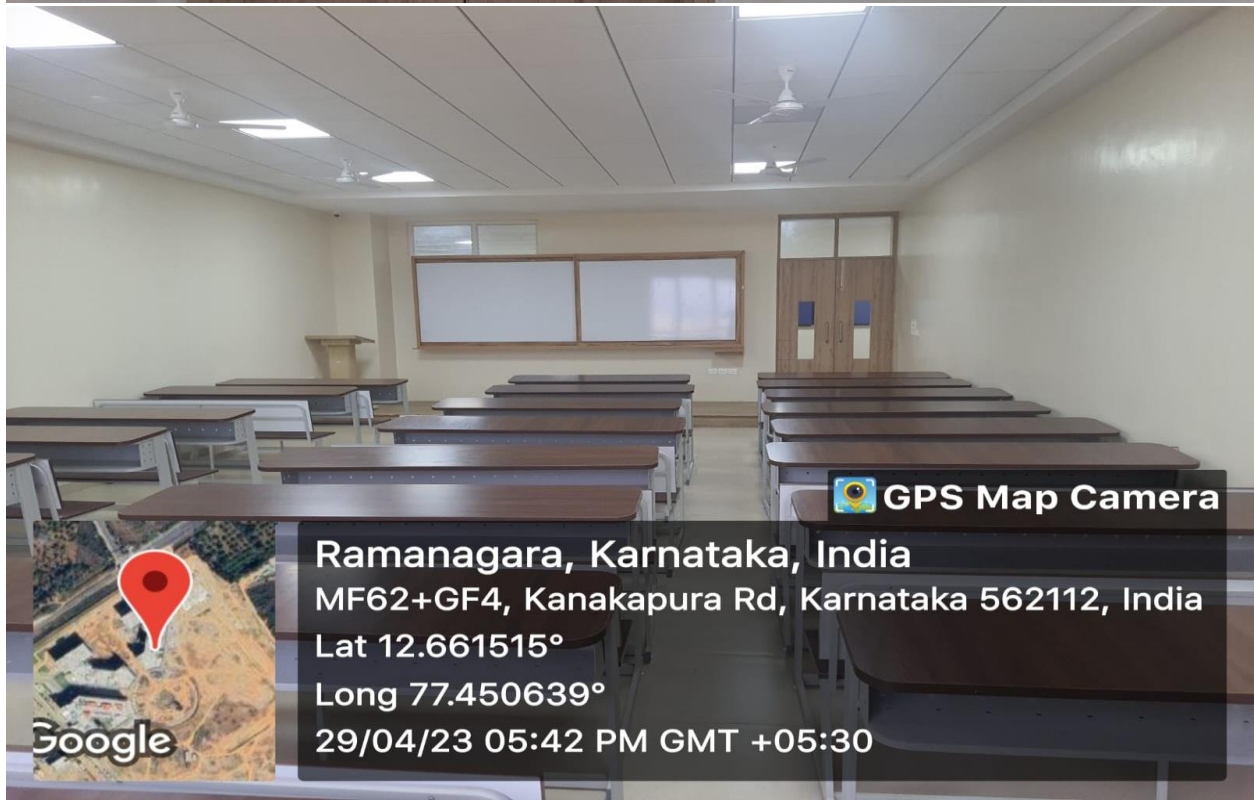 GPS Map Camera
Ramanagara, Karnataka, India
MF62+GF4, Kanakapura Rd, Karnataka 562112, India
Lat 12.661515°
Long 77.450639°
29/04/23 05:42 PM GMT +05:30
Google